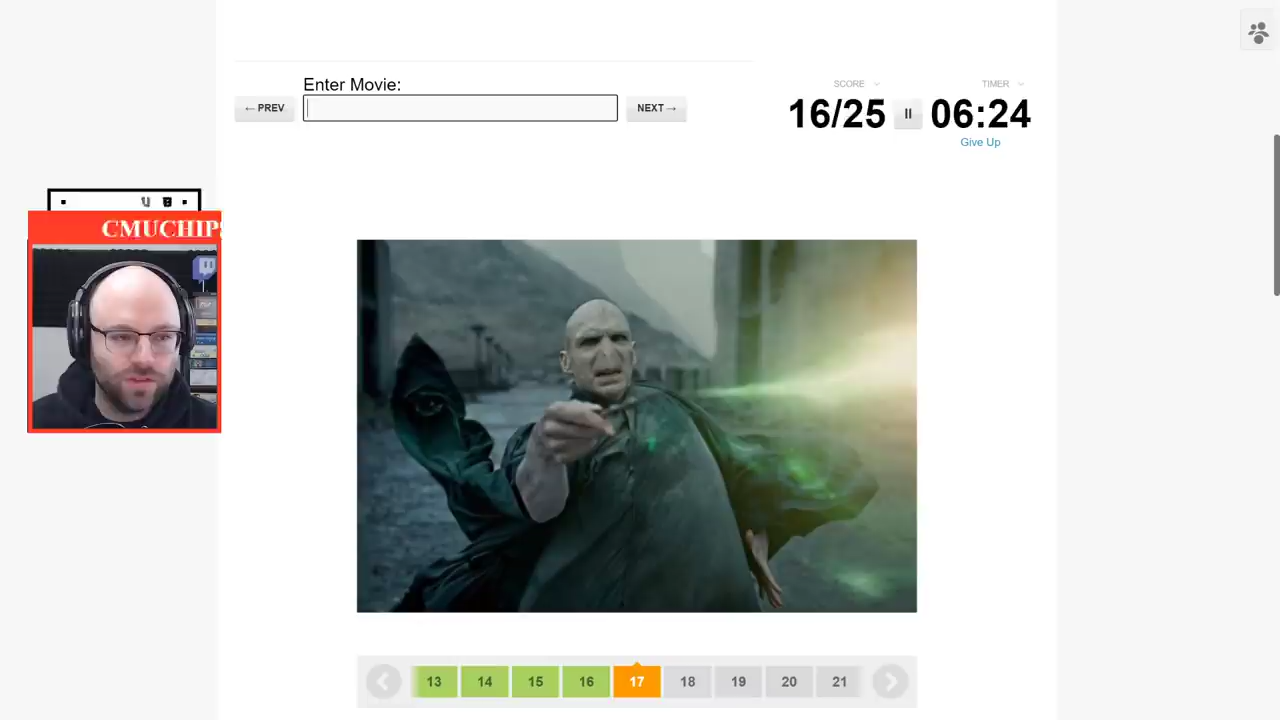 Enter Movie:
← PREV
NEXT →
SCORE
16/25
TIMER
06:24
Give Up
CMUCHIPS
13 14 15 16 17 18 19 20 21